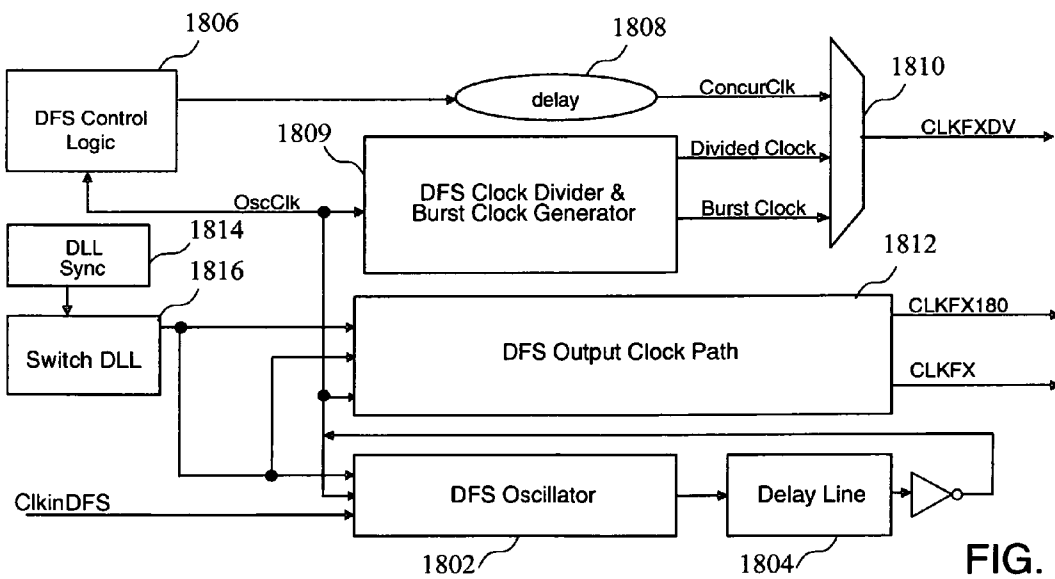 1806
1808
1810
DFS Control
Logic
delay
ConcurClk
CLKFXDV
1809
Divided Clock
DFS Clock Divider &
Burst Clock Generator
OscClk
Burst Clock
1814
DLL
Sync
1816
1812
CLKFX180
Switch DLL
DFS Output Clock Path
CLKFX
DFS Oscillator
Delay Line
ClkinDFS
1802
1804
FIG.